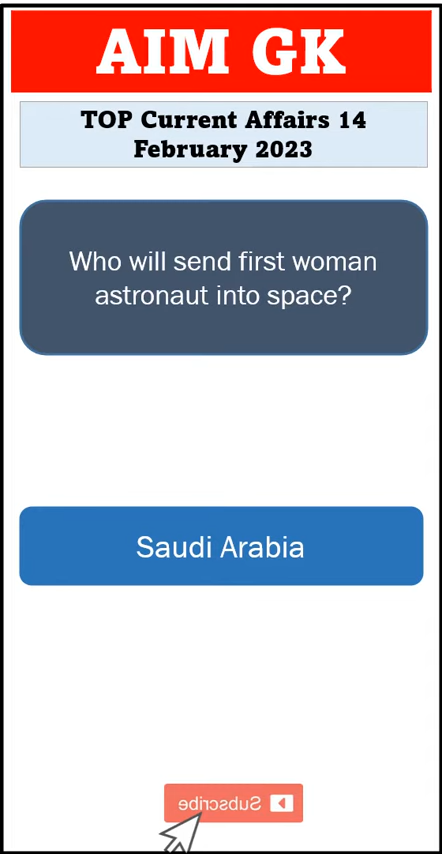 AIM GK
TOP Current Affairs 14
February 2023
Who will send first woman
astronaut into space?
Saudi Arabia
Subscribe